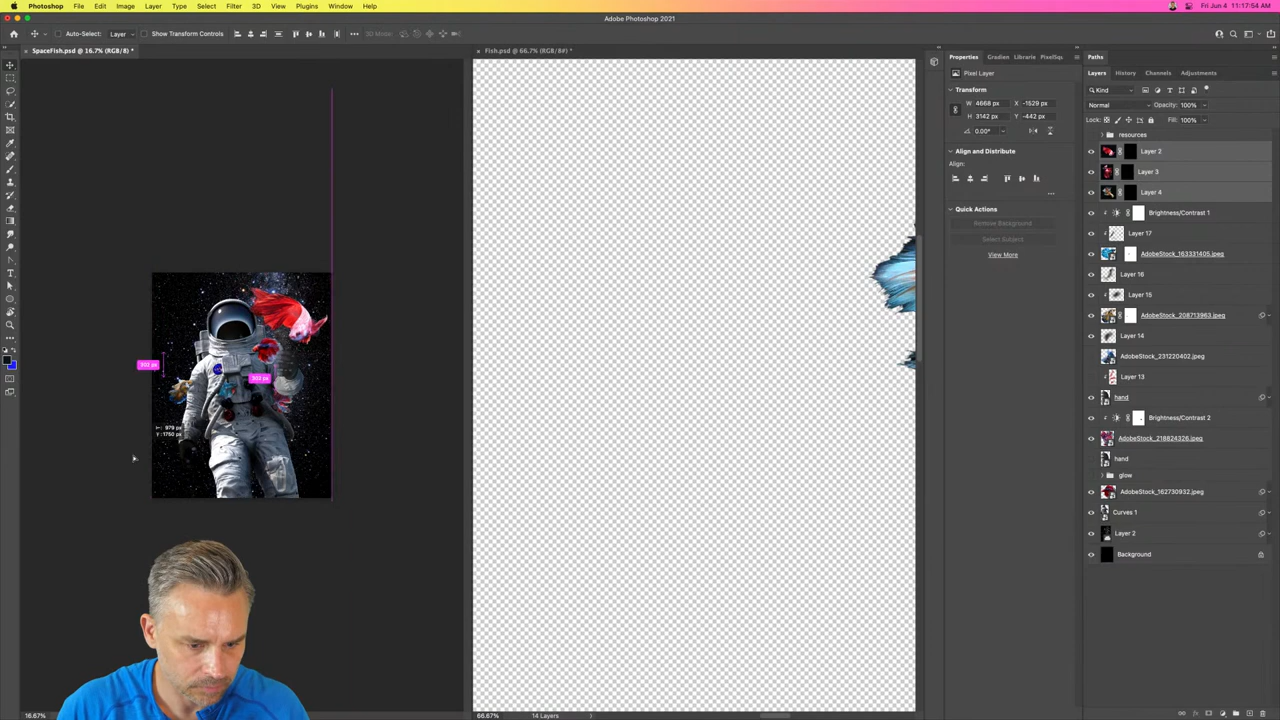 Photoshop File Edit Image Layer Type Select Filter 3D View Plugins Window Help
Fri Jun 4 11:17:54 AM
Adobe Photoshop 2021
Auto-Select: Layer Show Transform Controls 3D Mode:
SpaceFish.psd @ 16.7% (RGB/8) *
Fish.psd @ 66.7% (RGB/8#) *
Properties Gradien Librarie PixelSq
Pixel Layer
Transform
W 4668 px X -1529 px
H 3142 px Y -442 px
0.00°
Align and Distribute
Align:
Quick Actions
Remove Background
Select Subject
View More
Paths
Layers History Channels Adjustments
Kind
Normal Opacity: 100%
Lock: Fill: 100%
resources
Layer 2
Layer 3
Layer 4
Brightness/Contrast 1
Layer 17
AdobeStock_163331405.jpeg
Layer 16
Layer 15
AdobeStock_208713963.jpeg
Layer 14
AdobeStock_231220402.jpeg
Layer 13
hand
Brightness/Contrast 2
AdobeStock_218824326.jpeg
hand
glow
AdobeStock_162730932.jpeg
Curves 1
Layer 2
Background
979 px
Y: 1750 px
16.67%
66.67% 14 Layers